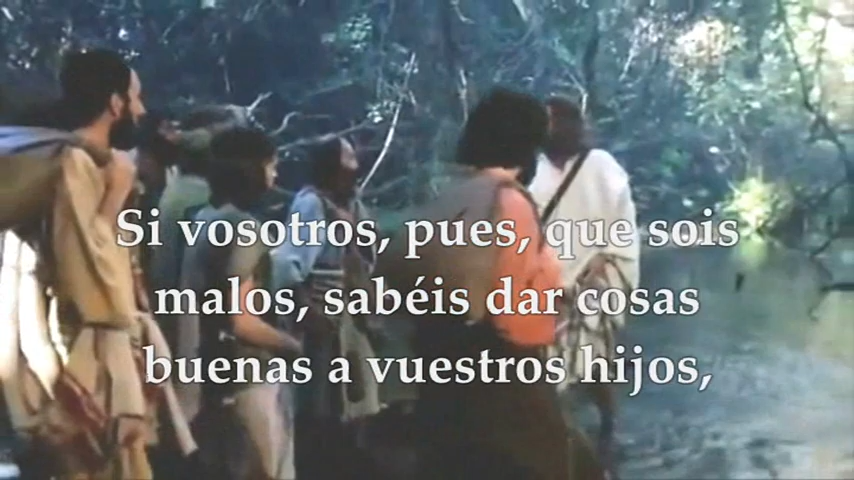 Si vosotros, pues, que sois
malos, sabéis dar cosas
buenas a vuestros hijos,